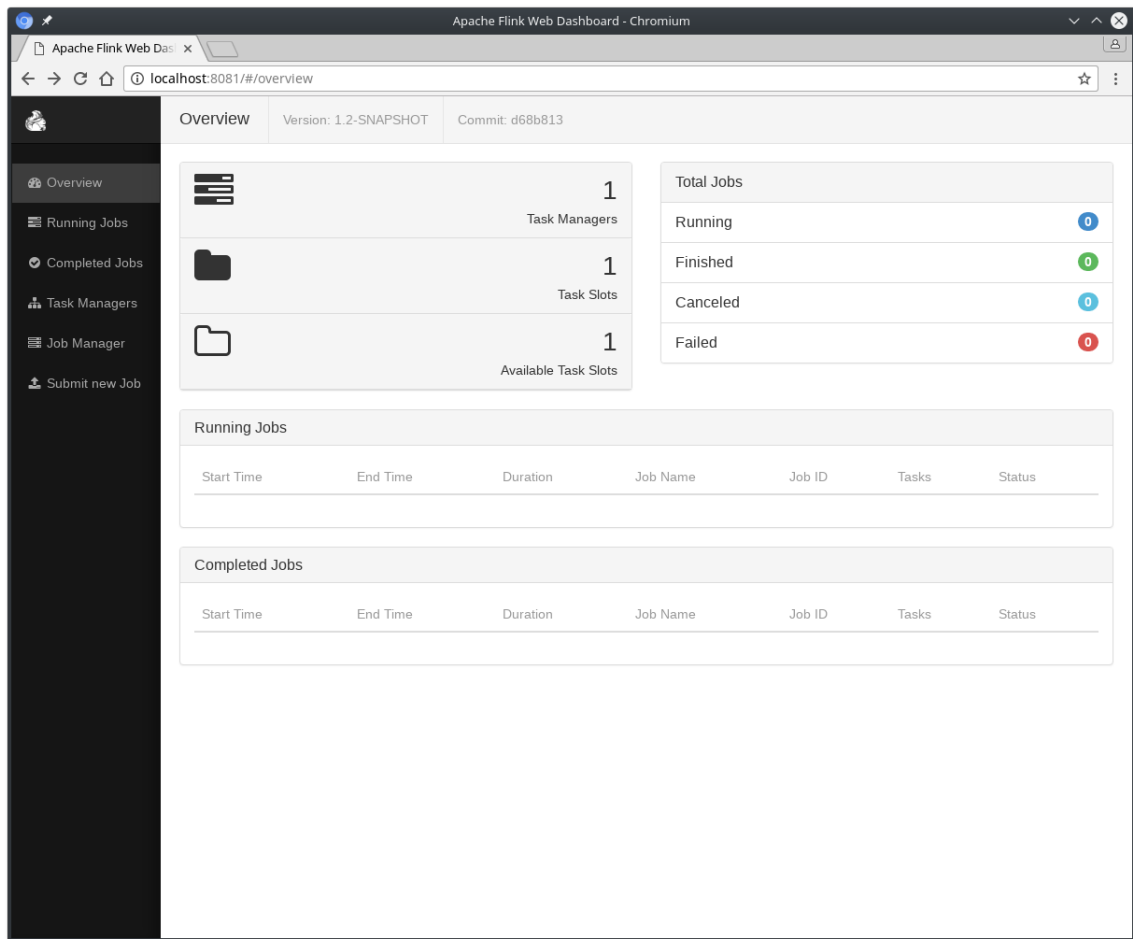 Apache Flink Web Dashboard - Chromium
Apache Flink Web Das
localhost:8081/#/overview
Overview Version: 1.2-SNAPSHOT Commit: d68b813
Overview
Running Jobs
Completed Jobs
Task Managers
Job Manager
Submit new Job
1
Task Managers
1
Task Slots
1
Available Task Slots
Total Jobs
Running 0
Finished 0
Canceled 0
Failed 0
Running Jobs
Start Time End Time Duration Job Name Job ID Tasks Status
Completed Jobs
Start Time End Time Duration Job Name Job ID Tasks Status